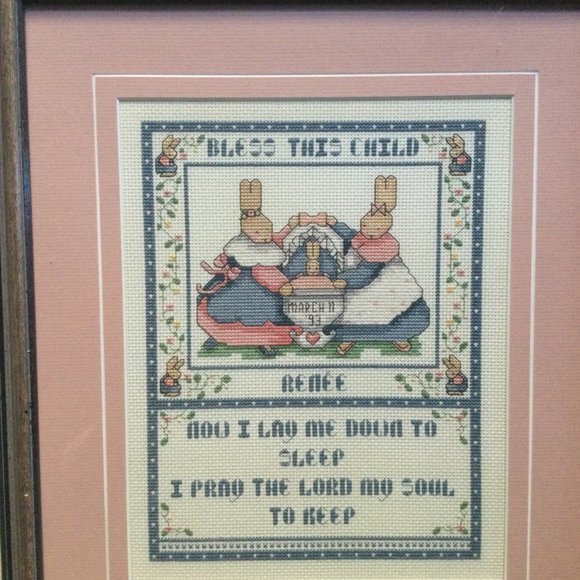 BLESS THIS CHILD
MARCH 11
93
RENÉE
NOW I LAY ME DOWN TO
SLEEP
I PRAY THE LORD MY SOUL
TO KEEP